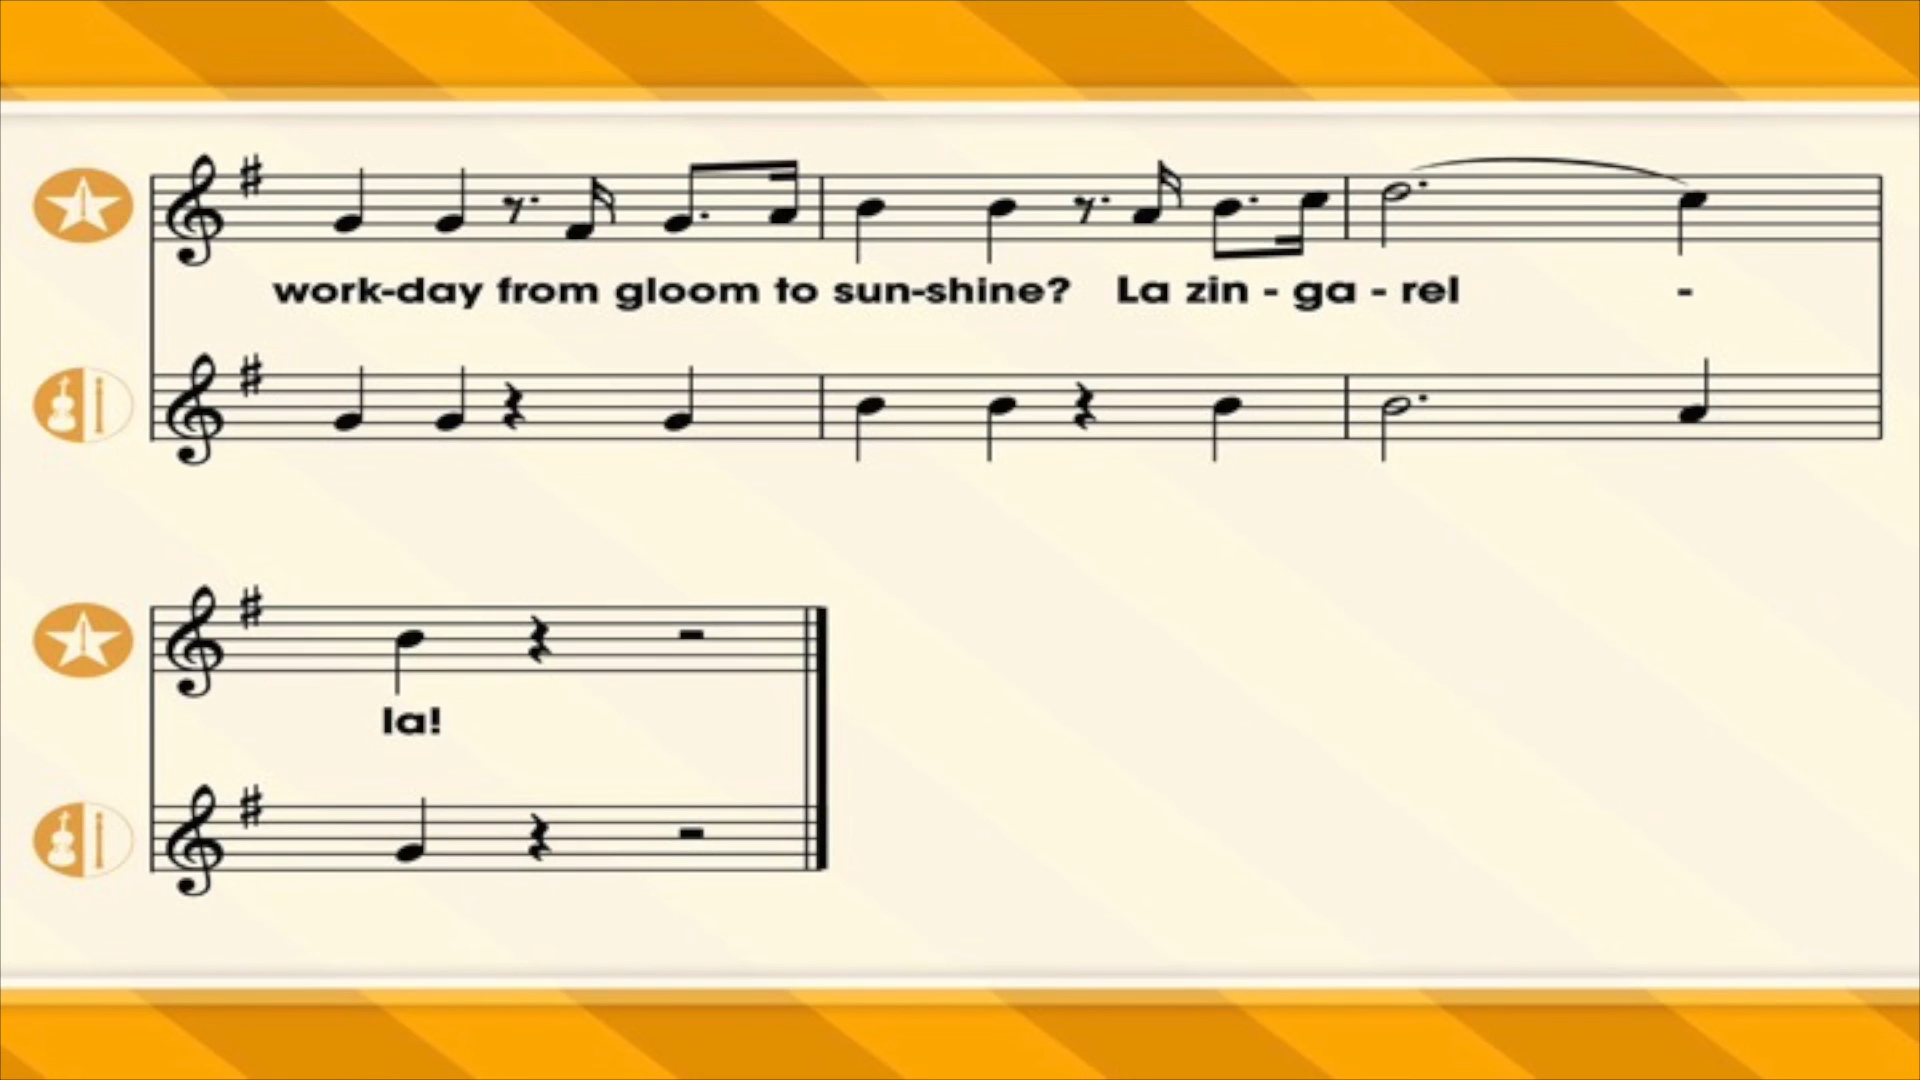 work-day from gloom to sun-shine? La zin - ga - rel -
la!